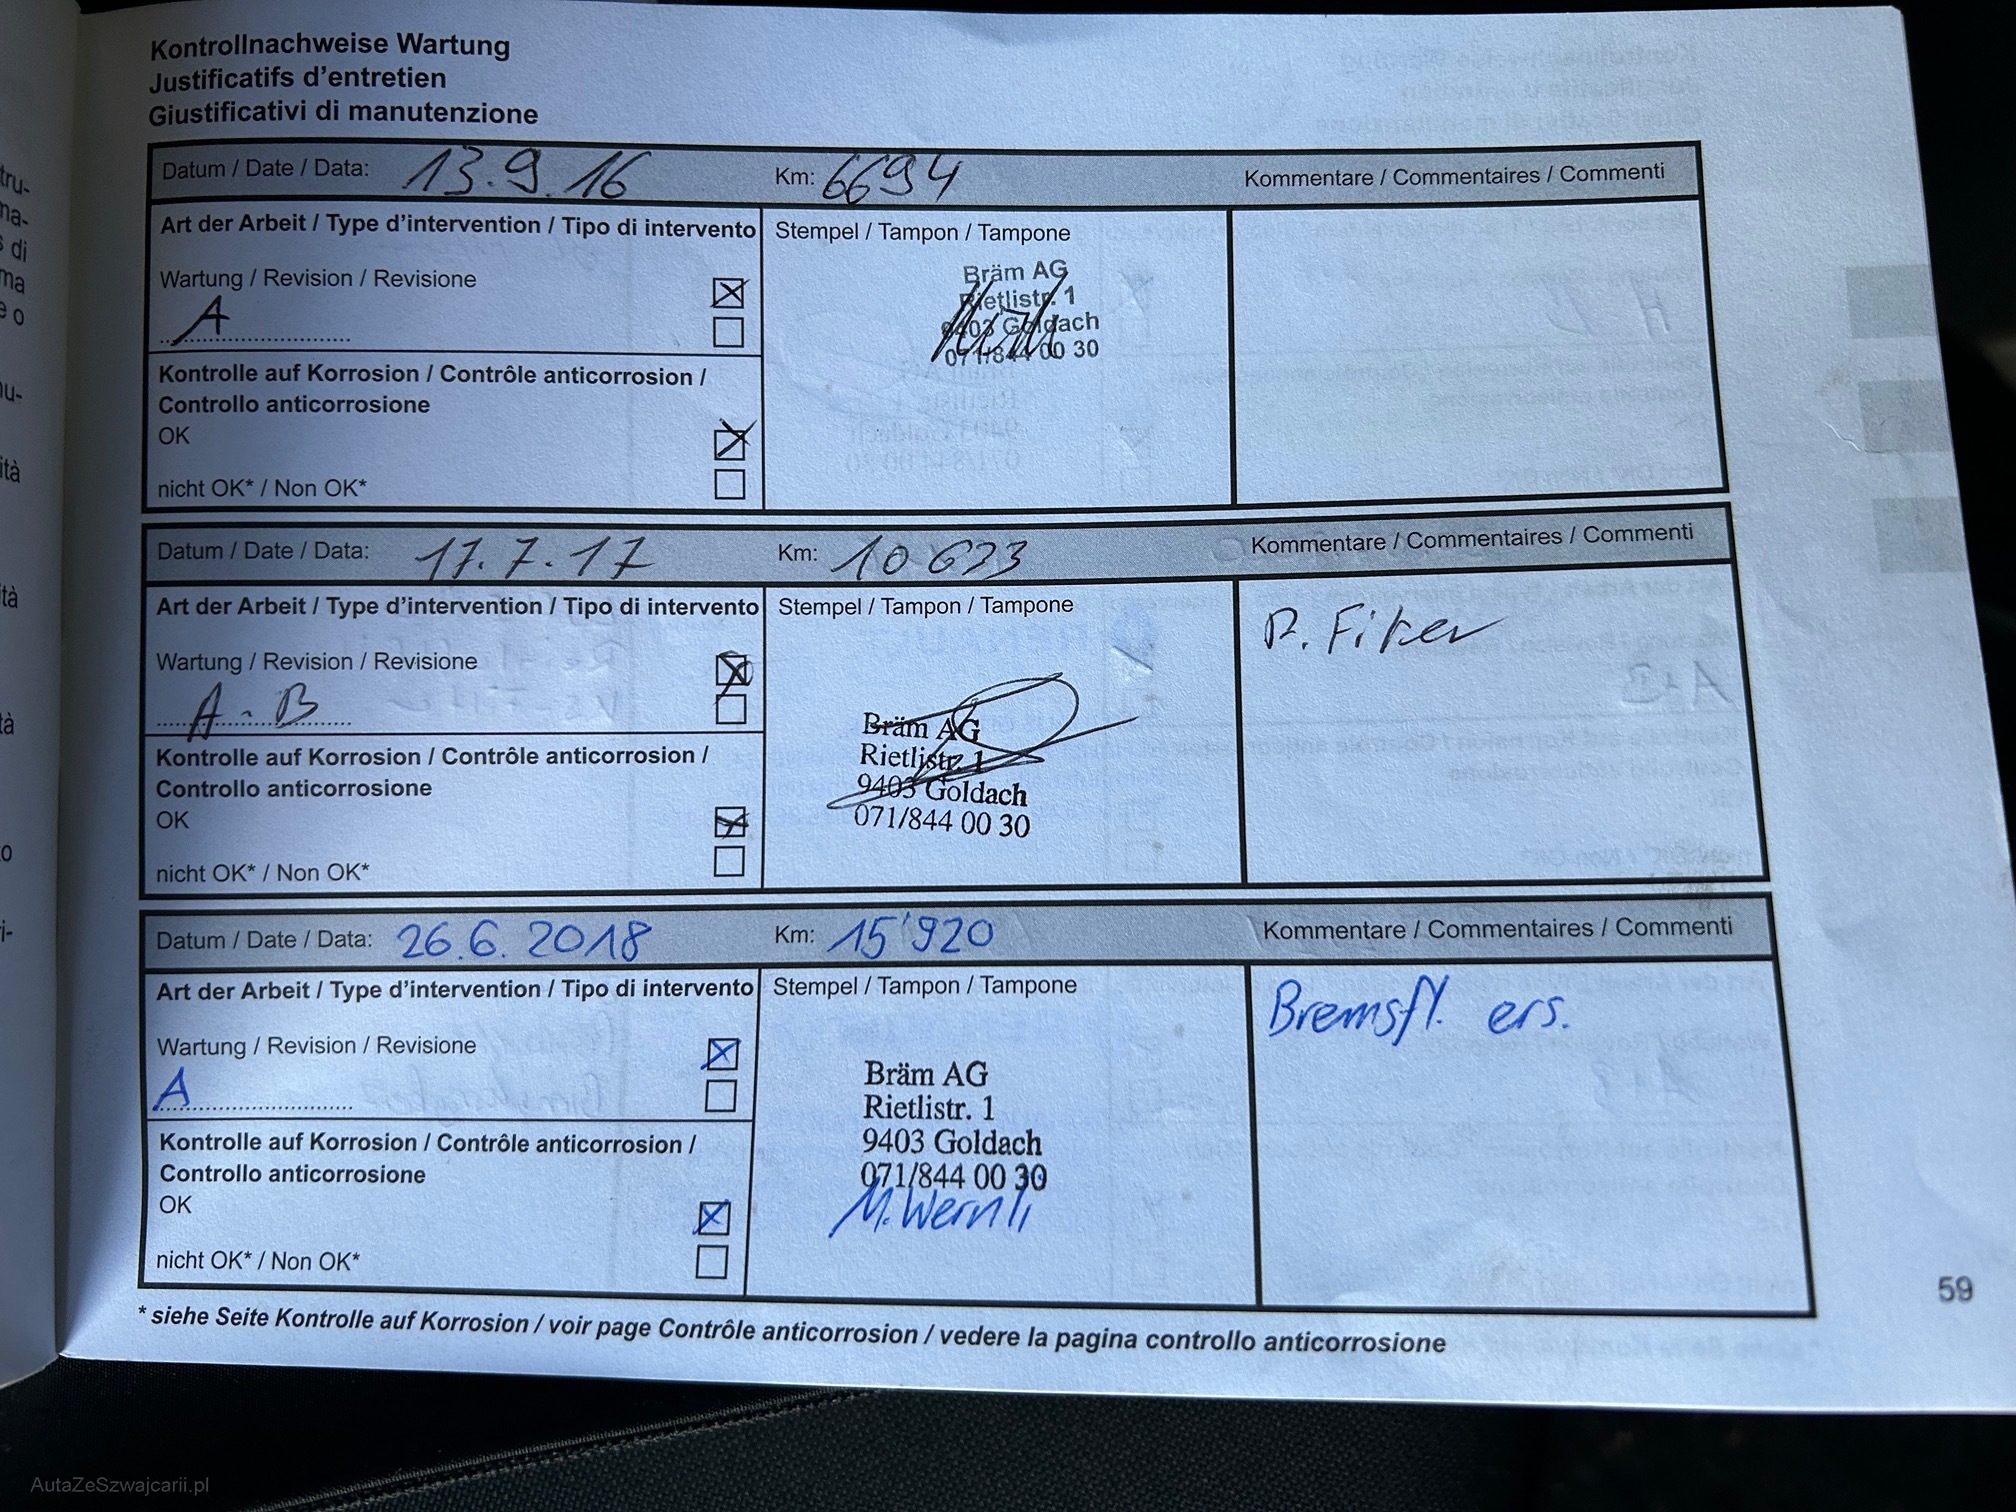 Kontrollnachweise Wartung
Justificatifs d'entretien
Giustificativi di manutenzione
Datum / Date / Data: 13.9.16 Km: 6694 Kommentare / Commentaires / Commenti
Art der Arbeit / Type d'intervention / Tipo di intervento Stempel / Tampon / Tampone
Wartung / Revision / Revisione
A
Bräm AG
Rietlistr. 1
9403 Goldach
071/844 00 30
Kontrolle auf Korrosion / Contrôle anticorrosion /
Controllo anticorrosione
OK
nicht OK* / Non OK*
Datum / Date / Data: 17.7.17 Km: 10633 Kommentare / Commentaires / Commenti
Art der Arbeit / Type d'intervention / Tipo di intervento Stempel / Tampon / Tampone
Wartung / Revision / Revisione
A - B
P. Filter
Bräm AG
Rietlistr. 1
9403 Goldach
071/844 00 30
Kontrolle auf Korrosion / Contrôle anticorrosion /
Controllo anticorrosione
OK
nicht OK* / Non OK*
Datum / Date / Data: 26.6.2018 Km: 15'920 Kommentare / Commentaires / Commenti
Art der Arbeit / Type d'intervention / Tipo di intervento Stempel / Tampon / Tampone
Bremsfl. ers.
Wartung / Revision / Revisione
A
Bräm AG
Rietlistr. 1
9403 Goldach
071/844 00 30
M. Wernli
Kontrolle auf Korrosion / Contrôle anticorrosion /
Controllo anticorrosione
OK
nicht OK* / Non OK*
* siehe Seite Kontrolle auf Korrosion / voir page Contrôle anticorrosion / vedere la pagina controllo anticorrosione
59
AutaZeSzwajcarii.pl